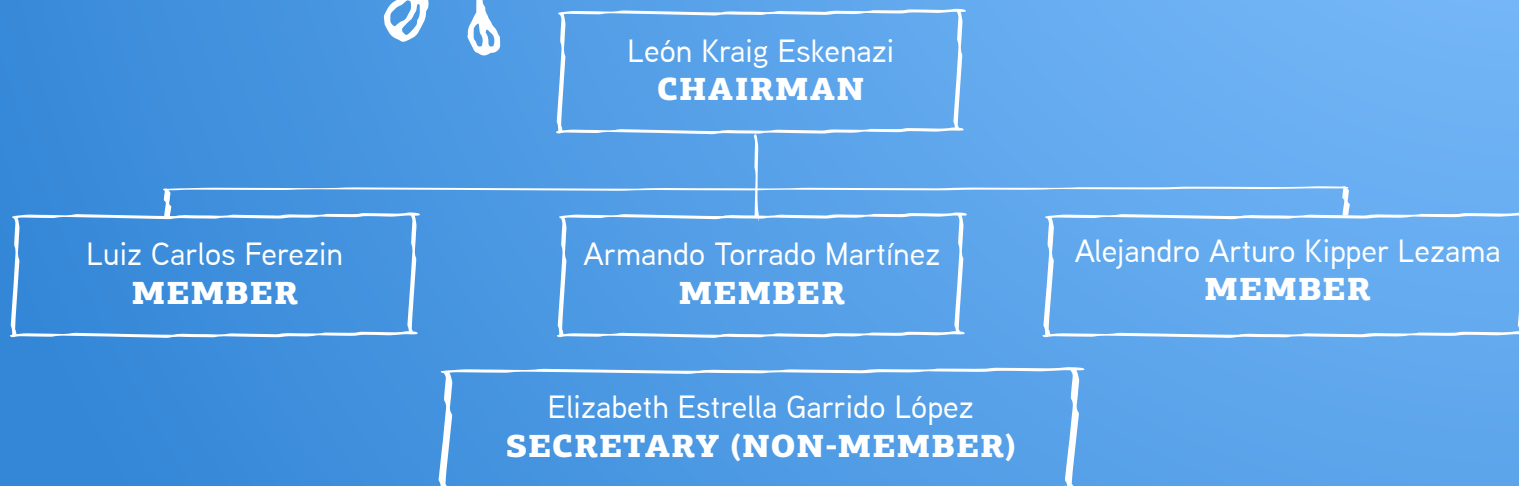 León Kraig Eskenazi
CHAIRMAN
Luiz Carlos Ferezin
MEMBER
Armando Torrado Martínez
MEMBER
Alejandro Arturo Kipper Lezama
MEMBER
Elizabeth Estrella Garrido López
SECRETARY (NON-MEMBER)